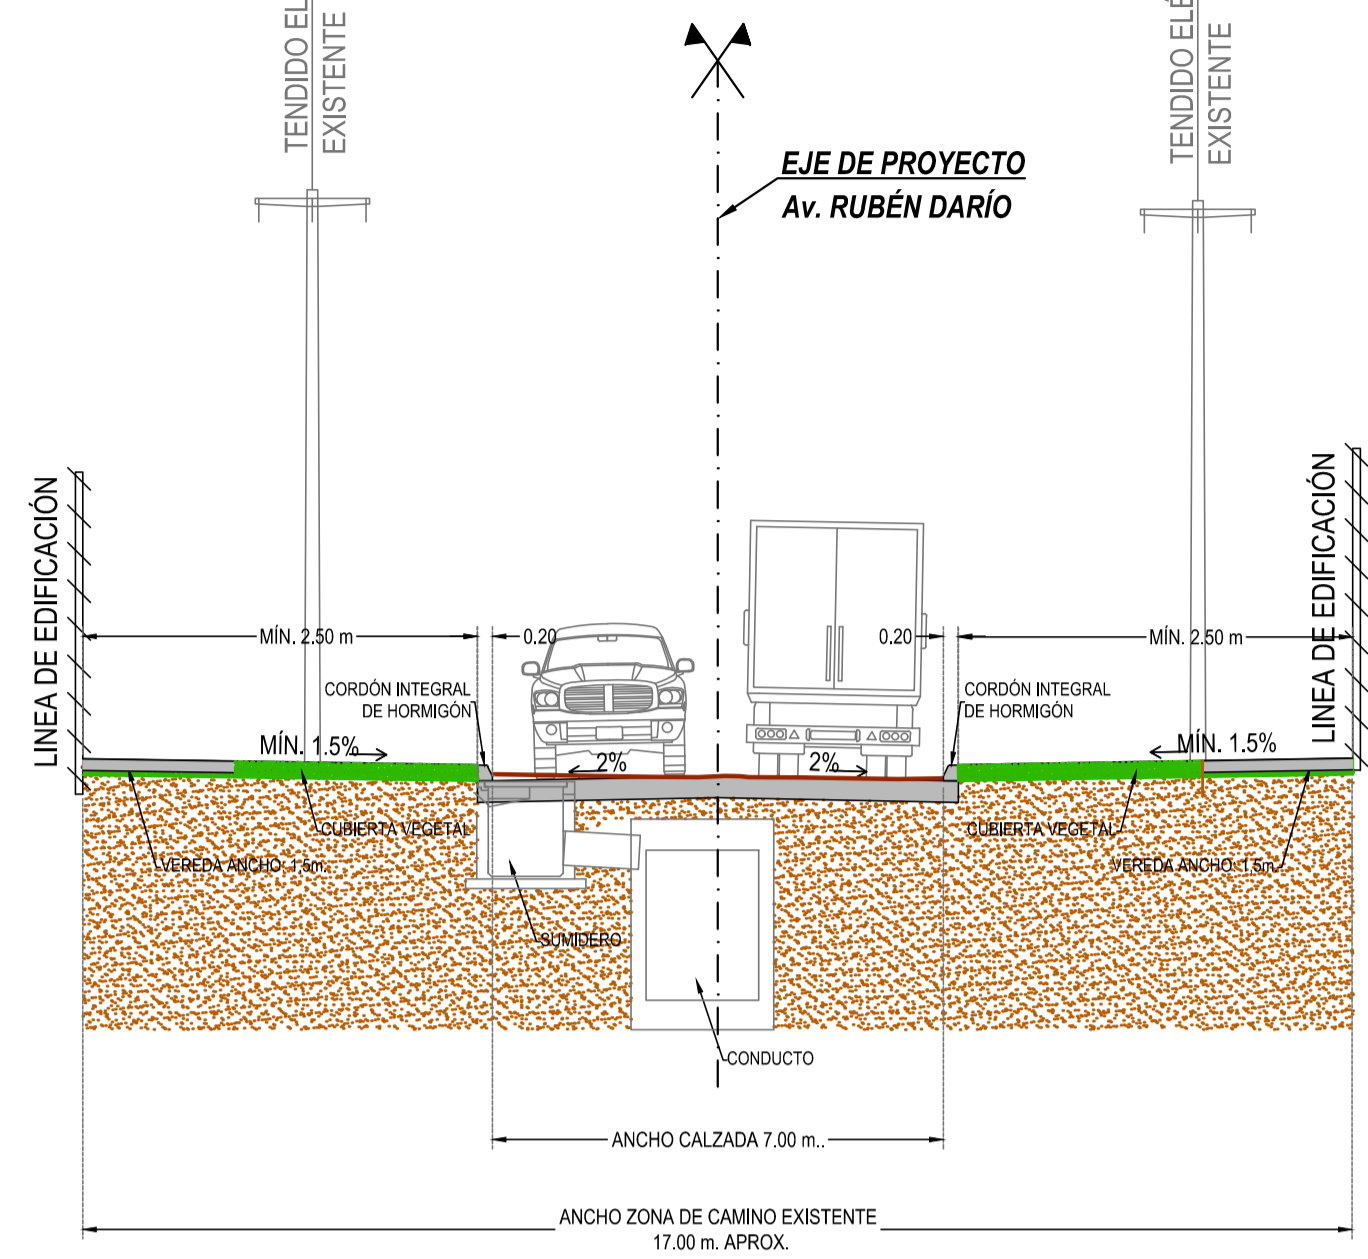 TENDIDO
EXISTENTE
TENDIDO
EXISTENTE
EJE DE PROYECTO
Av. RUBÉN DARÍO
LINEA DE EDIFICACIÓN
LINEA DE EDIFICACIÓN
MÍN. 2.50 m
0.20
0.20
MÍN. 2.50 m
CORDÓN INTEGRAL
DE HORMIGÓN
CORDÓN INTEGRAL
DE HORMIGÓN
MÍN. 1.5%
2%
2%
MÍN. 1.5%
CUBIERTA VEGETAL
CUBIERTA VEGETAL
VEREDA ANCHO: 1,5m.
VEREDA ANCHO: 1,5m.
SUMIDERO
CONDUCTO
ANCHO CALZADA 7.00 m..
ANCHO ZONA DE CAMINO EXISTENTE
17.00 m. APROX.